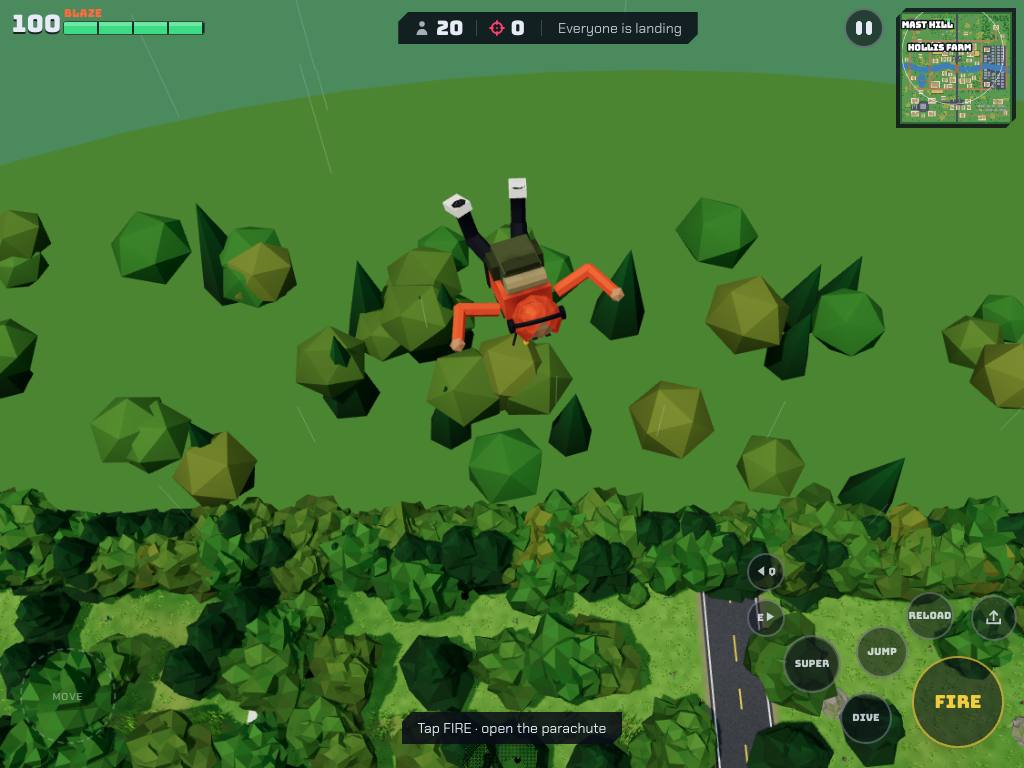 100 BLAZE
20 0 Everyone is landing
MAST HILL
HOLLIS FARM
Q
E
RELOAD
JUMP
SUPER
MOVE
FIRE
DIVE
Tap FIRE · open the parachute